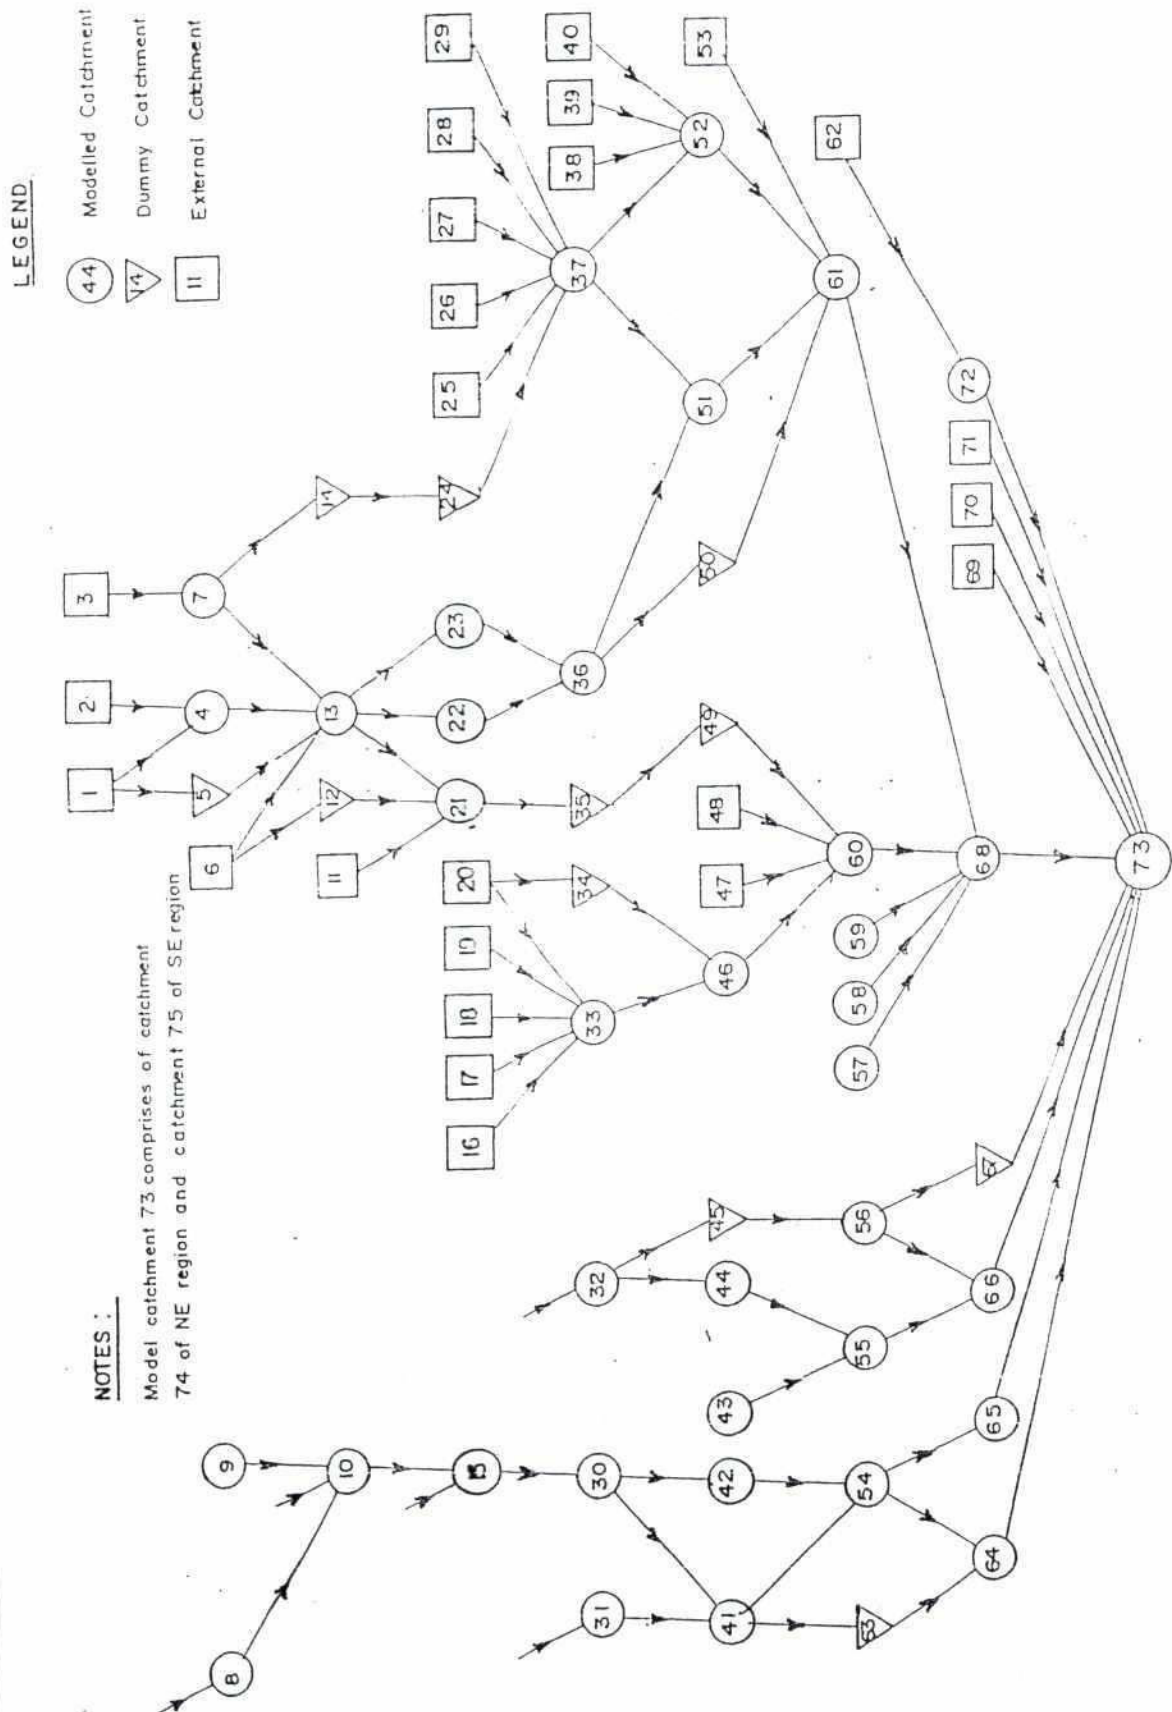 LEGEND
44 Modelled Catchment
14 Dummy Catchment
11 External Catchment
NOTES :
Model catchment 73 comprises of catchment
74 of NE region and catchment 75 of SE region
1 2 3
8 9 6 5 4 7
10 12 13 14
15 16 17 18 19 20 11 21 22 23 24 25 26 27 28 29
31 30 32 33 34 35 36 37 38 39 40
41 42 43 44 45 46 47 48 49 50 51 52 53
63 54 55 56 57 58 59 60 61 62
64 65 66 68 69 70 71 72
73